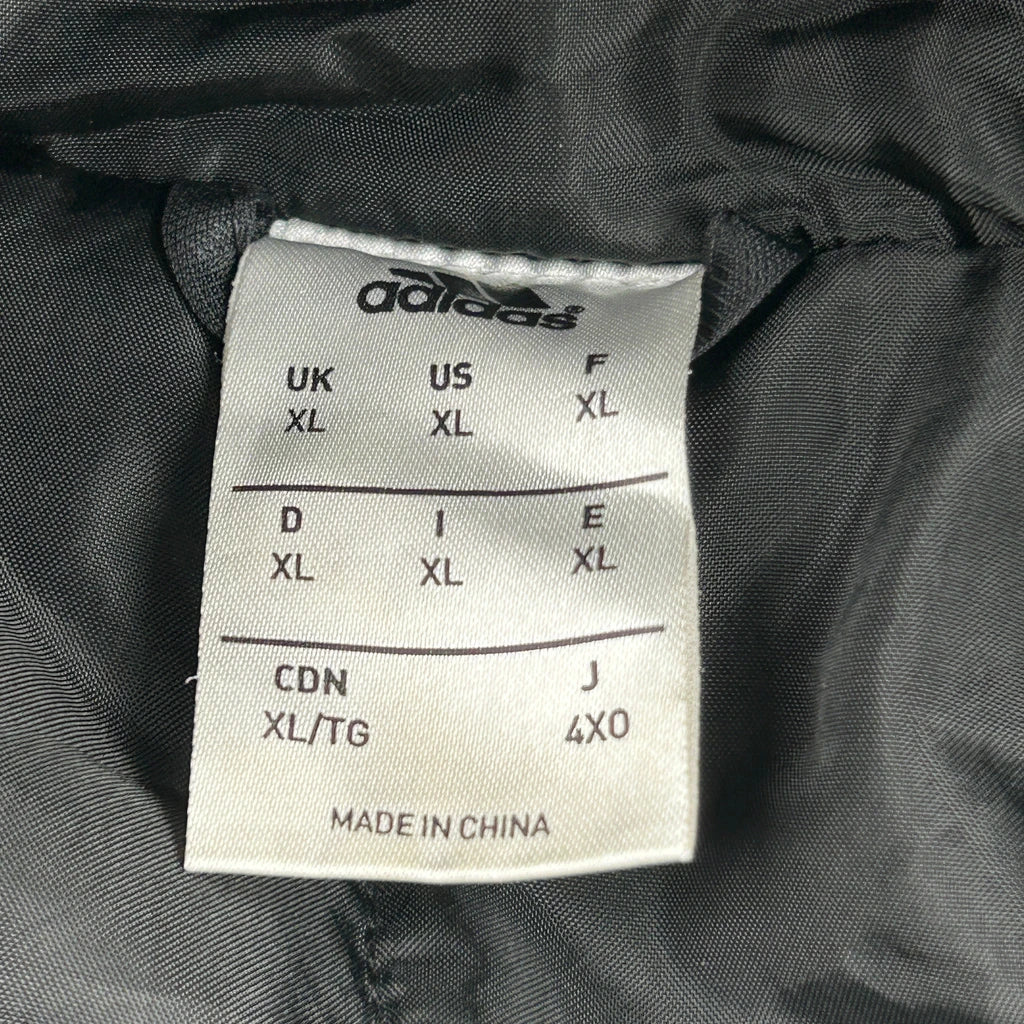 adidas
UK US F
XL XL XL
D I E
XL XL XL
CDN J
XL/TG 4XO
MADE IN CHINA